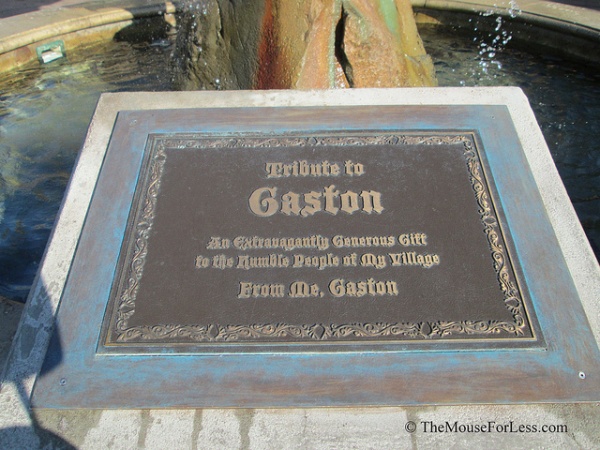 Tribute to
Gaston
An Extravagantly Generous Gift
to the Humble People of My Village
From Me, Gaston
© TheMouseForLess.com